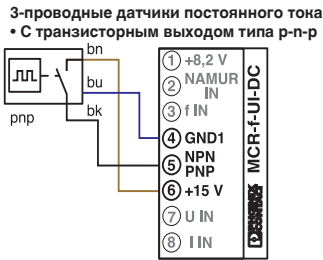 3-проводные датчики постоянного тока
• С транзисторным выходом типа p-n-p
bn
bu
bk
pnp
1 +8,2 V
2 NAMUR IN
3 f IN
4 GND1
5 NPN PNP
6 +15 V
7 U IN
8 I IN
MCR-f-UI-DC
PHOENIX CONTACT